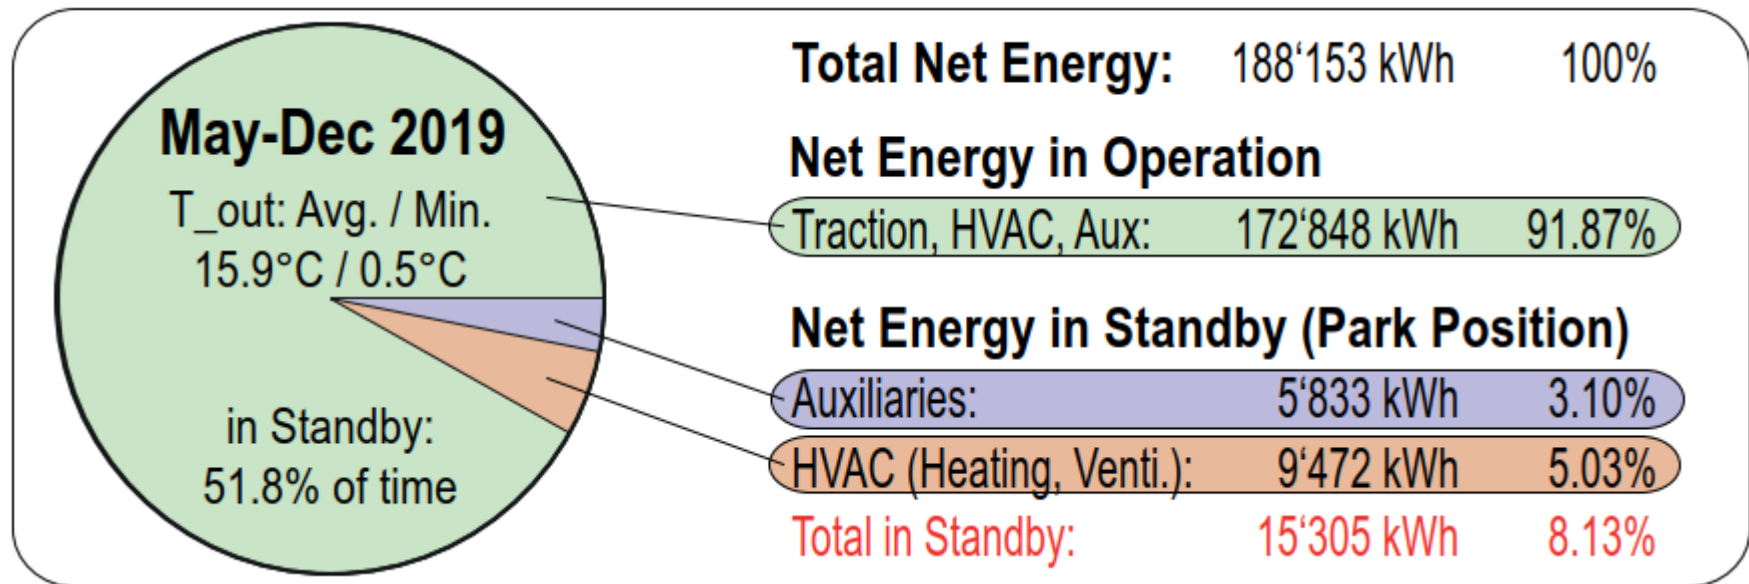 May-Dec 2019
T_out: Avg. / Min.
15.9°C / 0.5°C
in Standby:
51.8% of time
Total Net Energy: 188‘153 kWh 100%
Net Energy in Operation
Traction, HVAC, Aux: 172‘848 kWh 91.87%
Net Energy in Standby (Park Position)
Auxiliaries: 5‘833 kWh 3.10%
HVAC (Heating, Venti.): 9‘472 kWh 5.03%
Total in Standby: 15‘305 kWh 8.13%